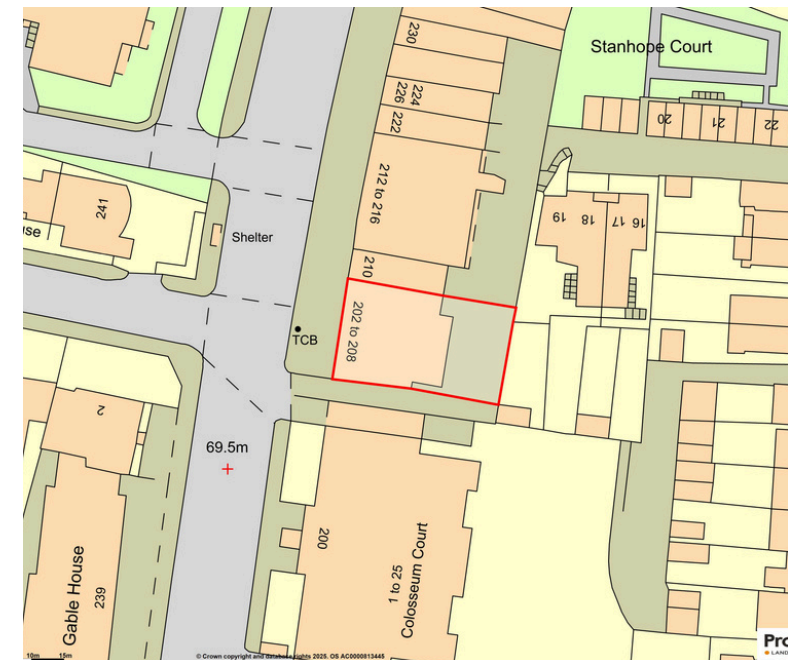 230
Stanhope Court
224
226
222
20
21
22
212 to 216
241
19
18
17
16
se
Shelter
210
202 to 208
TCB
2
69.5m
200
1 to 25
Colosseum Court
Gable House
239
10m
15m
© Crown copyright and database rights 2025. OS AC0000813445
Pro
LAND